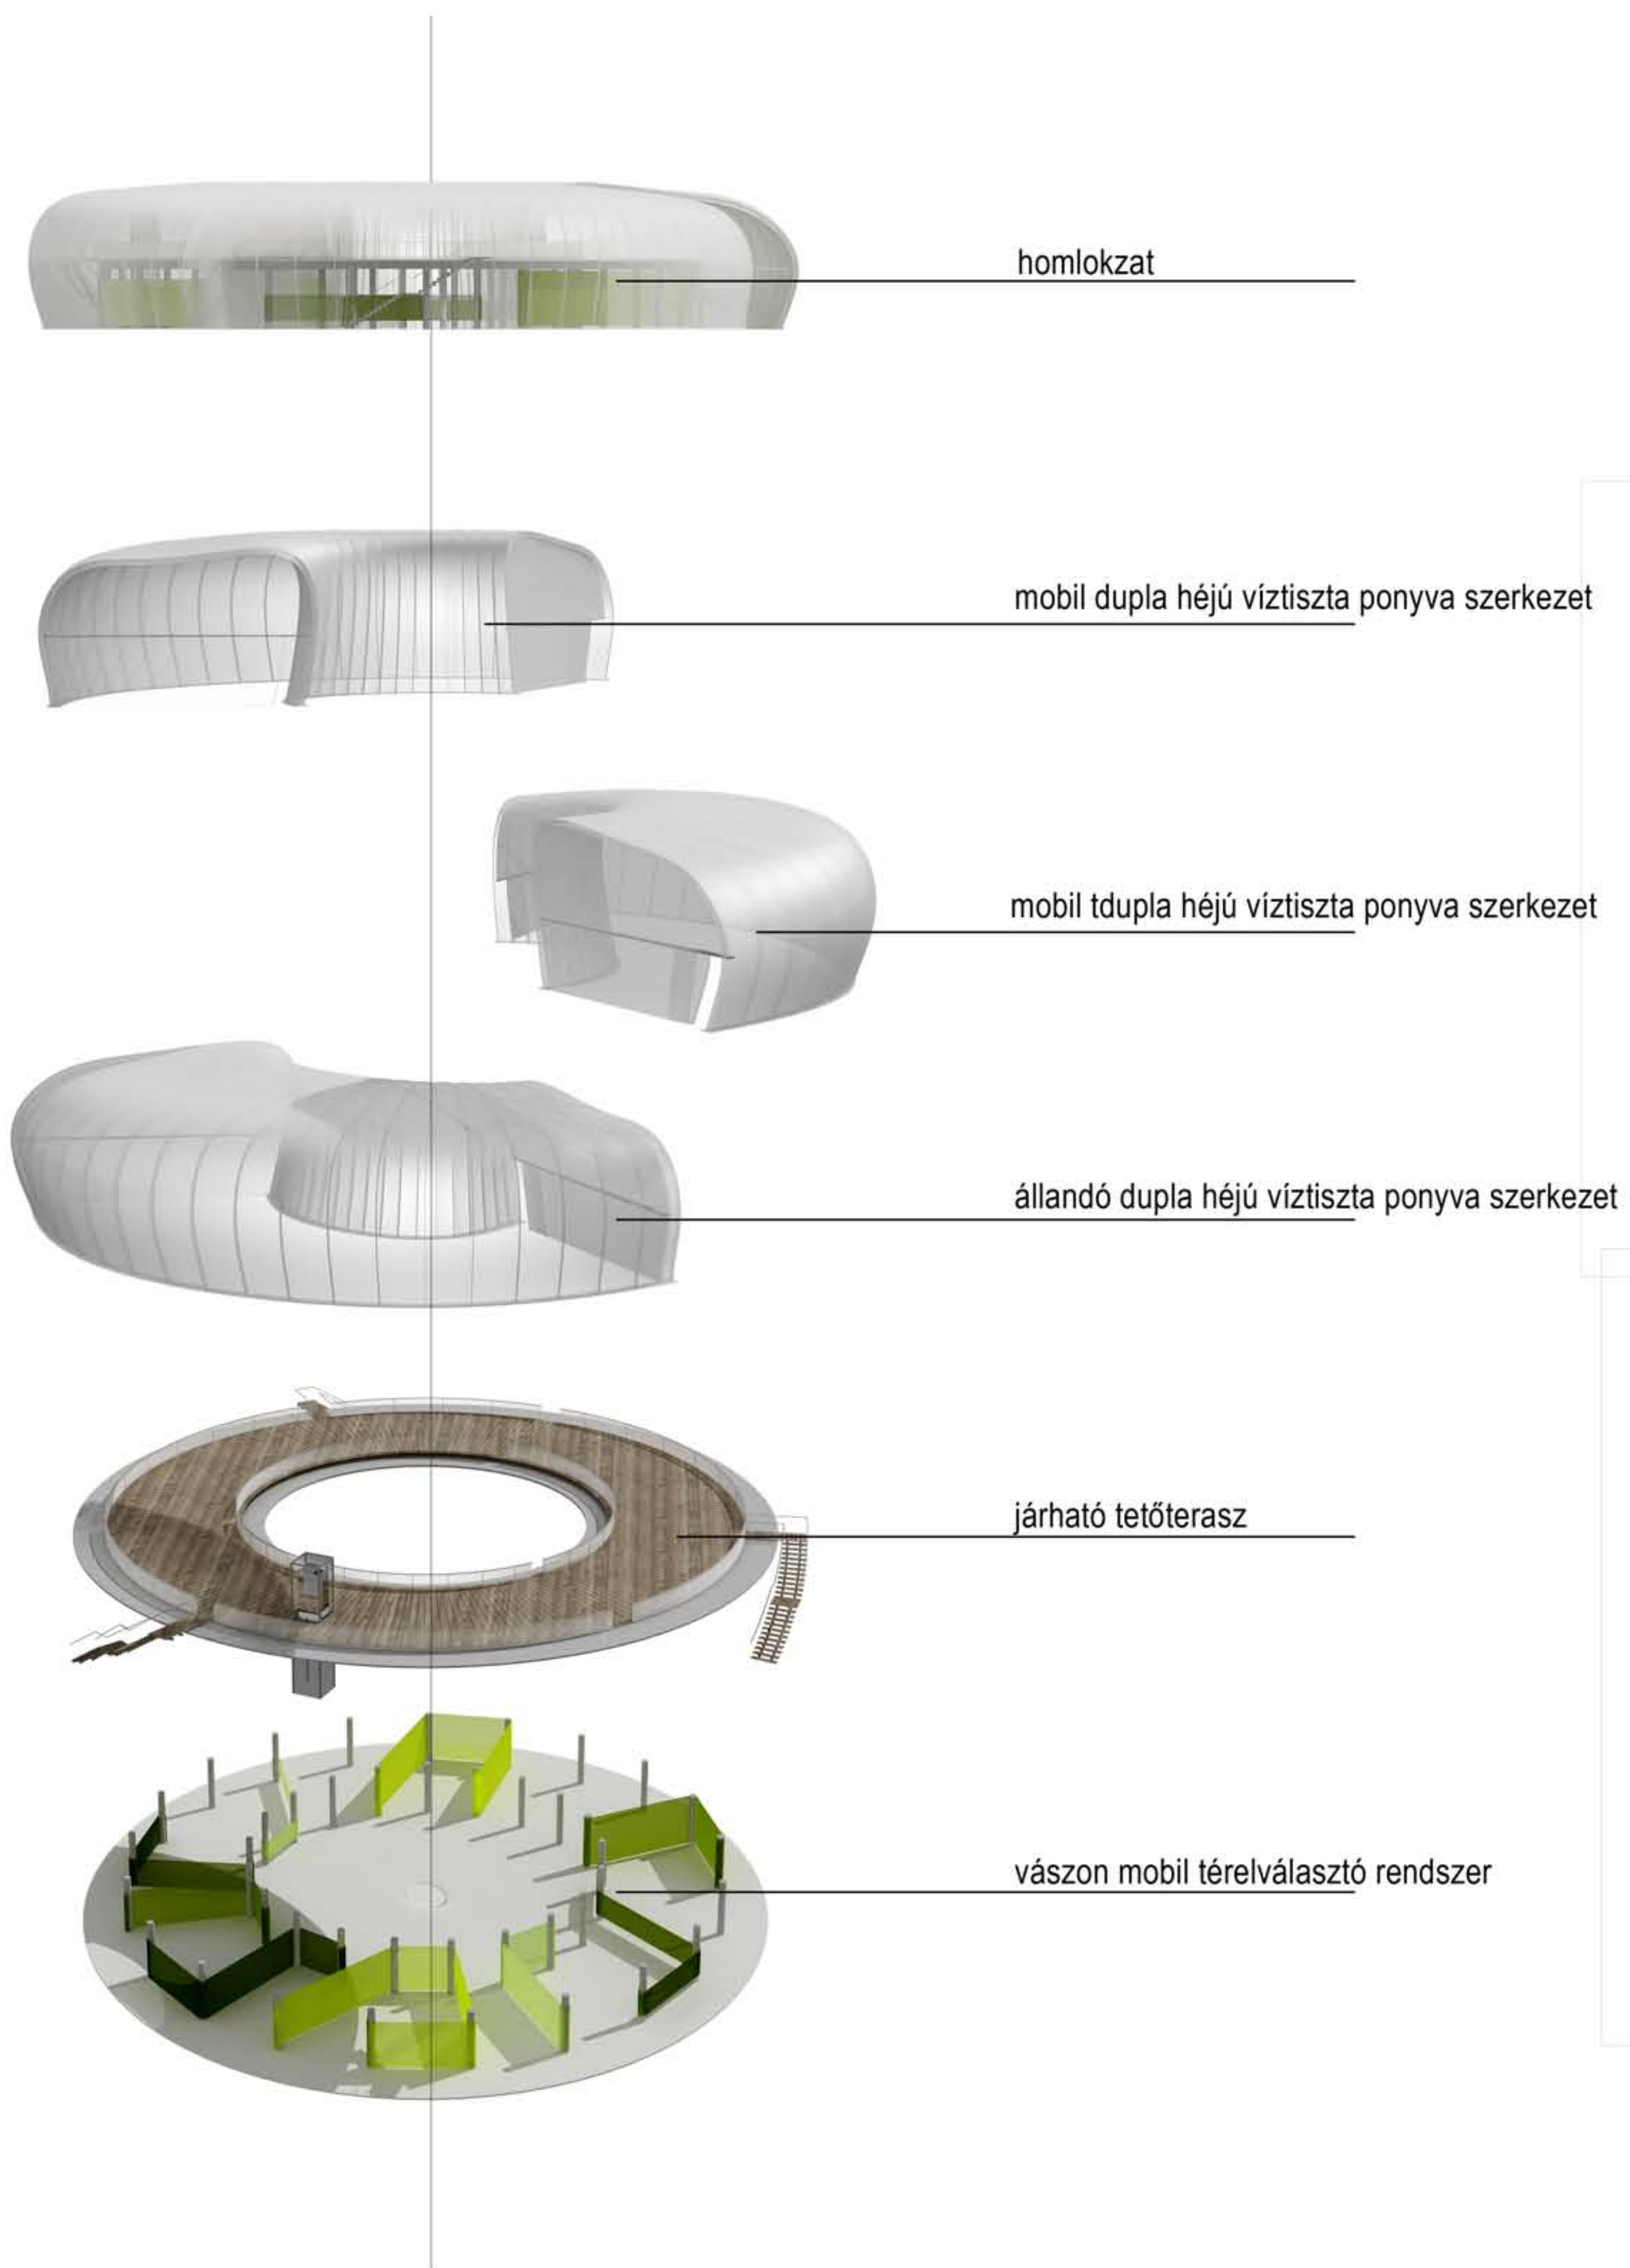 homlokzat
mobil dupla héjú víztiszta ponyva szerkezet
mobil tdupla héjú víztiszta ponyva szerkezet
állandó dupla héjú víztiszta ponyva szerkezet
járható tetőterasz
vászon mobil térelválasztó rendszer